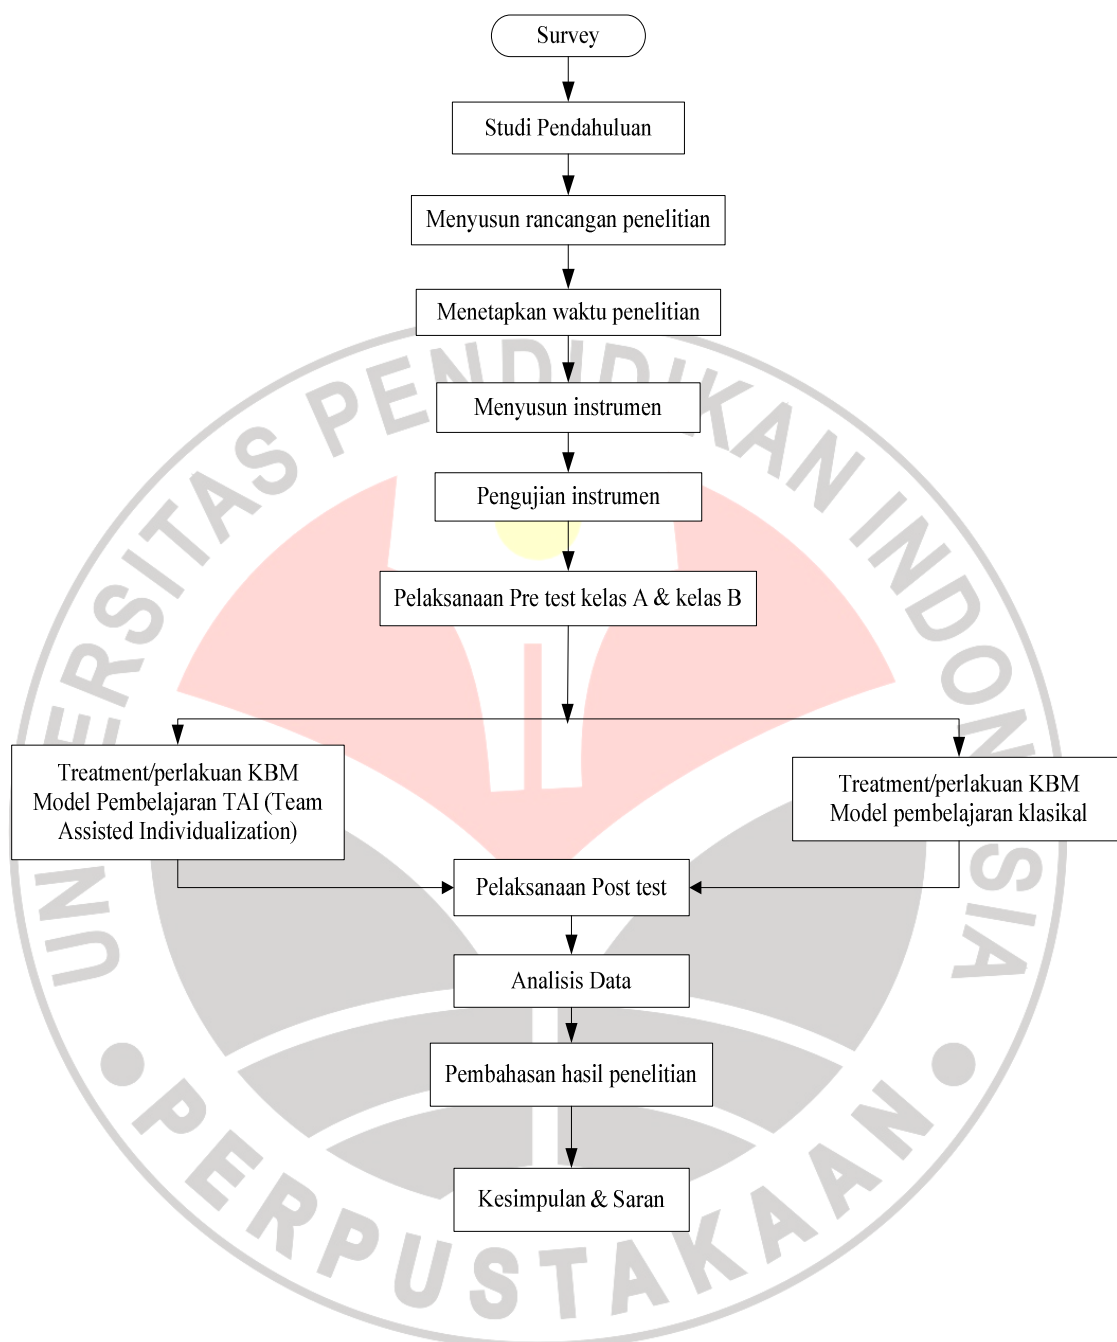 Survey
Studi Pendahuluan
Menyusun rancangan penelitian
Menetapkan waktu penelitian
Menyusun instrumen
Pengujian instrumen
Pelaksanaan Pre test kelas A & kelas B
Treatment/perlakuan KBM
Model Pembelajaran TAI (Team
Assisted Individualization)
Treatment/perlakuan KBM
Model pembelajaran klasikal
Pelaksanaan Post test
Analisis Data
Pembahasan hasil penelitian
Kesimpulan & Saran
UNIVERSITAS PENDIDIKAN INDONESIA
PERPUSTAKAAN